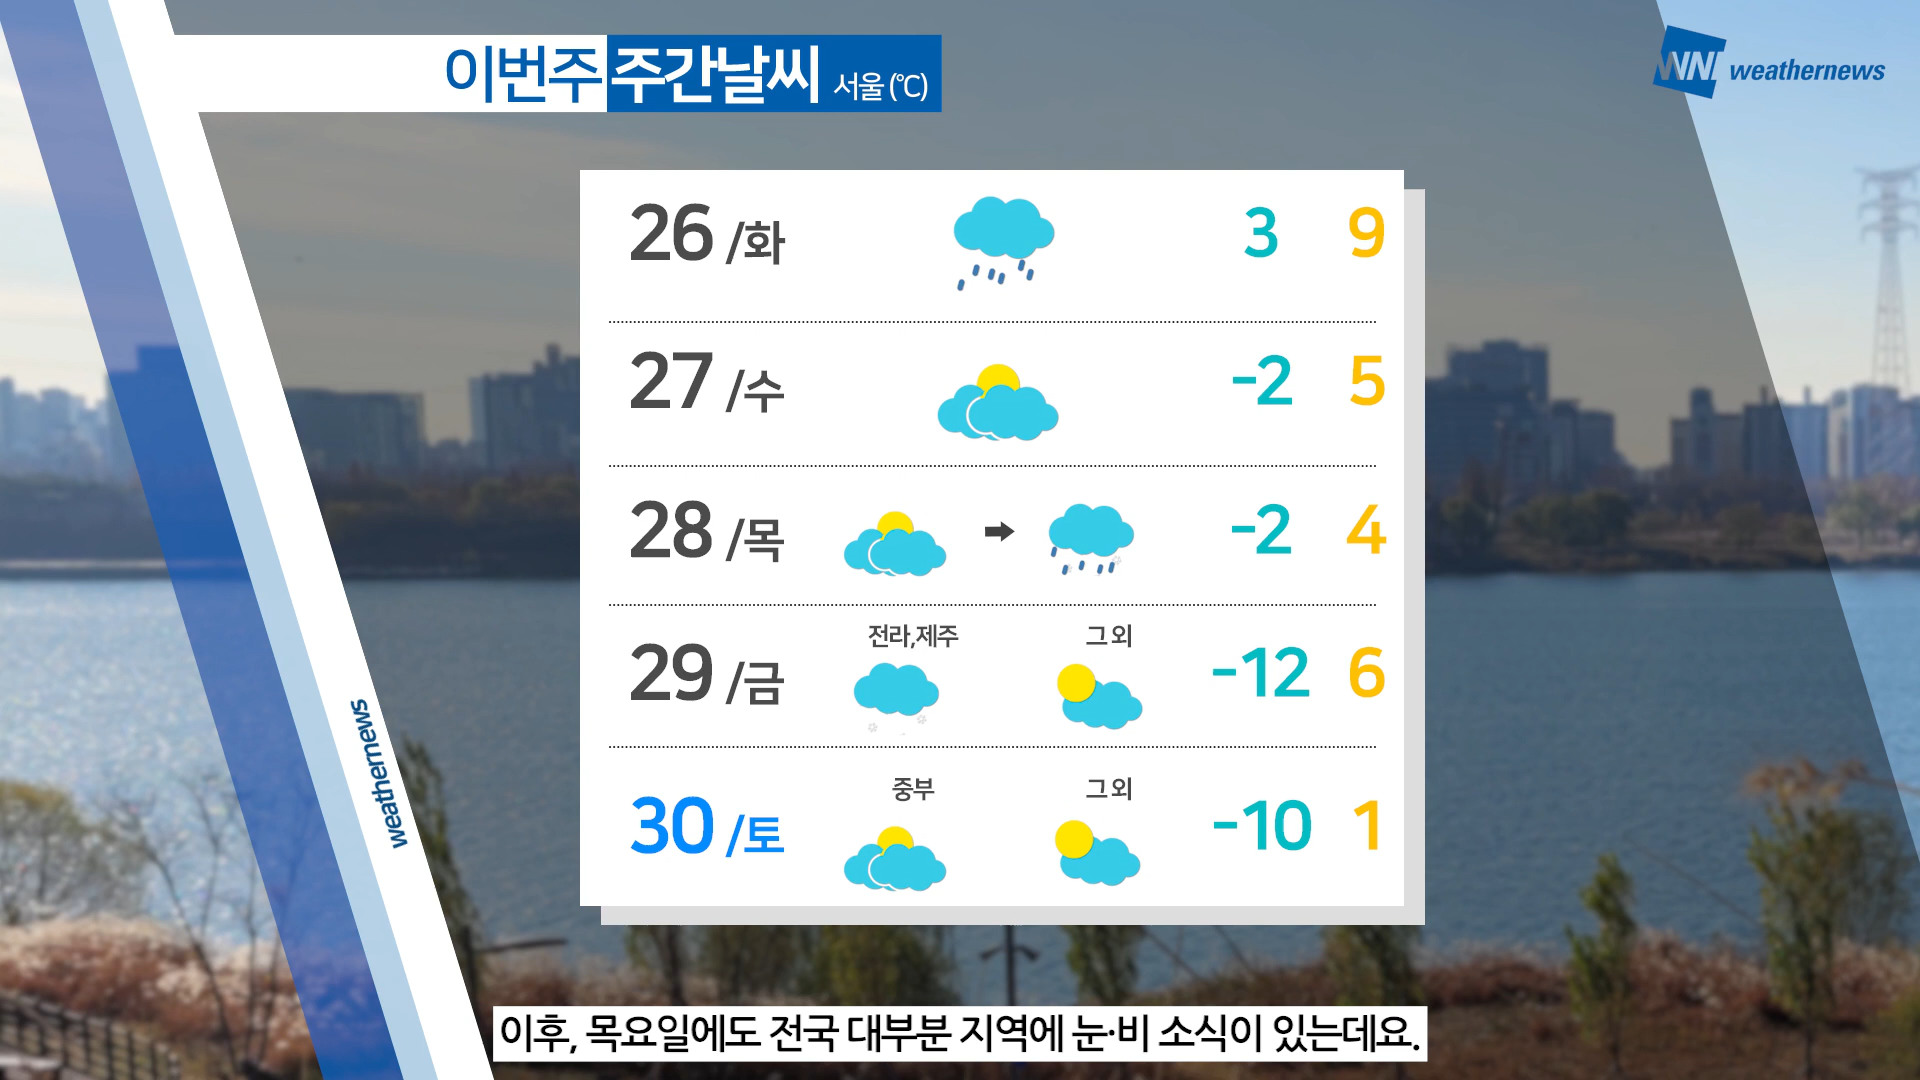 이번주 주간날씨 서울 (℃)
weathernews
26 /화 3 9
27 /수 -2 5
28 /목 -2 4
전라,제주 그 외
29 /금 -12 6
중부 그 외
30 /토 -10 1
weathernews
이후, 목요일에도 전국 대부분 지역에 눈·비 소식이 있는데요.